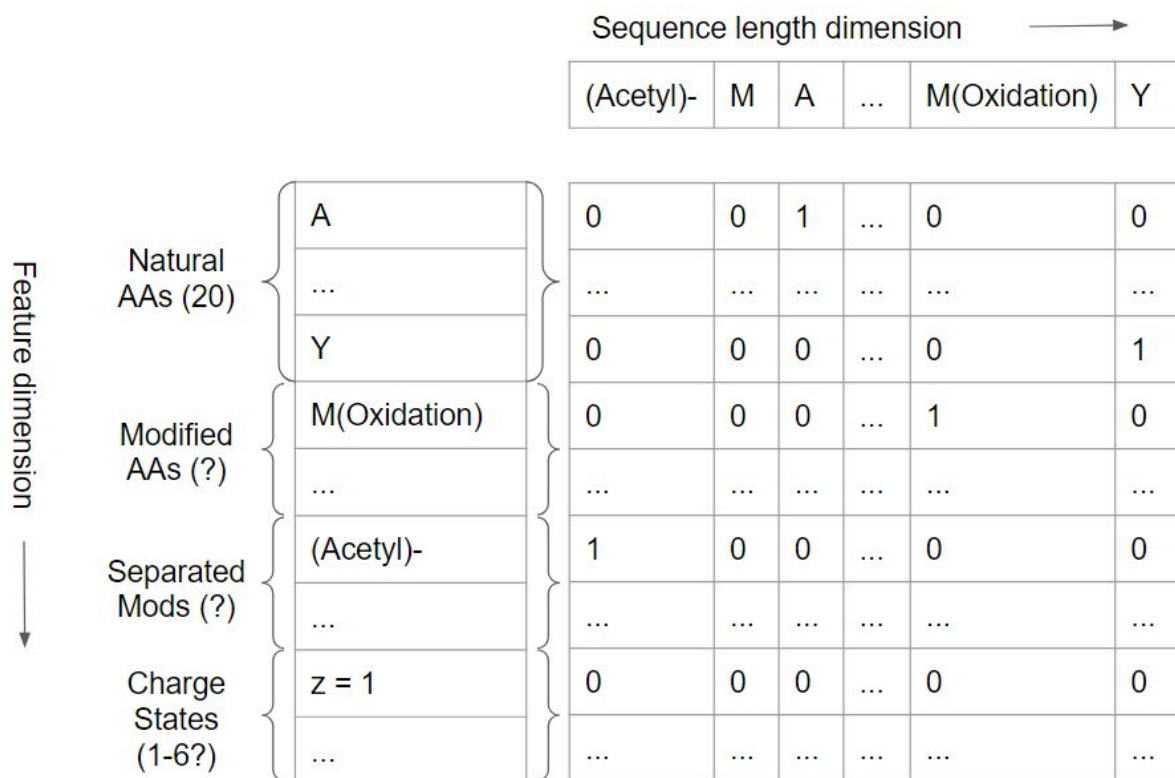 Sequence length dimension
(Acetyl)- M A ... M(Oxidation) Y
Feature dimension
Natural
AAs (20)
A 0 0 1 ... 0 0
... ... ... ... ... ... ...
Y 0 0 0 ... 0 1
Modified
AAs (?)
M(Oxidation) 0 0 0 ... 1 0
... ... ... ... ... ... ...
Separated
Mods (?)
(Acetyl)- 1 0 0 ... 0 0
... ... ... ... ... ... ...
Charge
States
(1-6?)
z = 1 0 0 0 ... 0 0
... ... ... ... ... ... ...